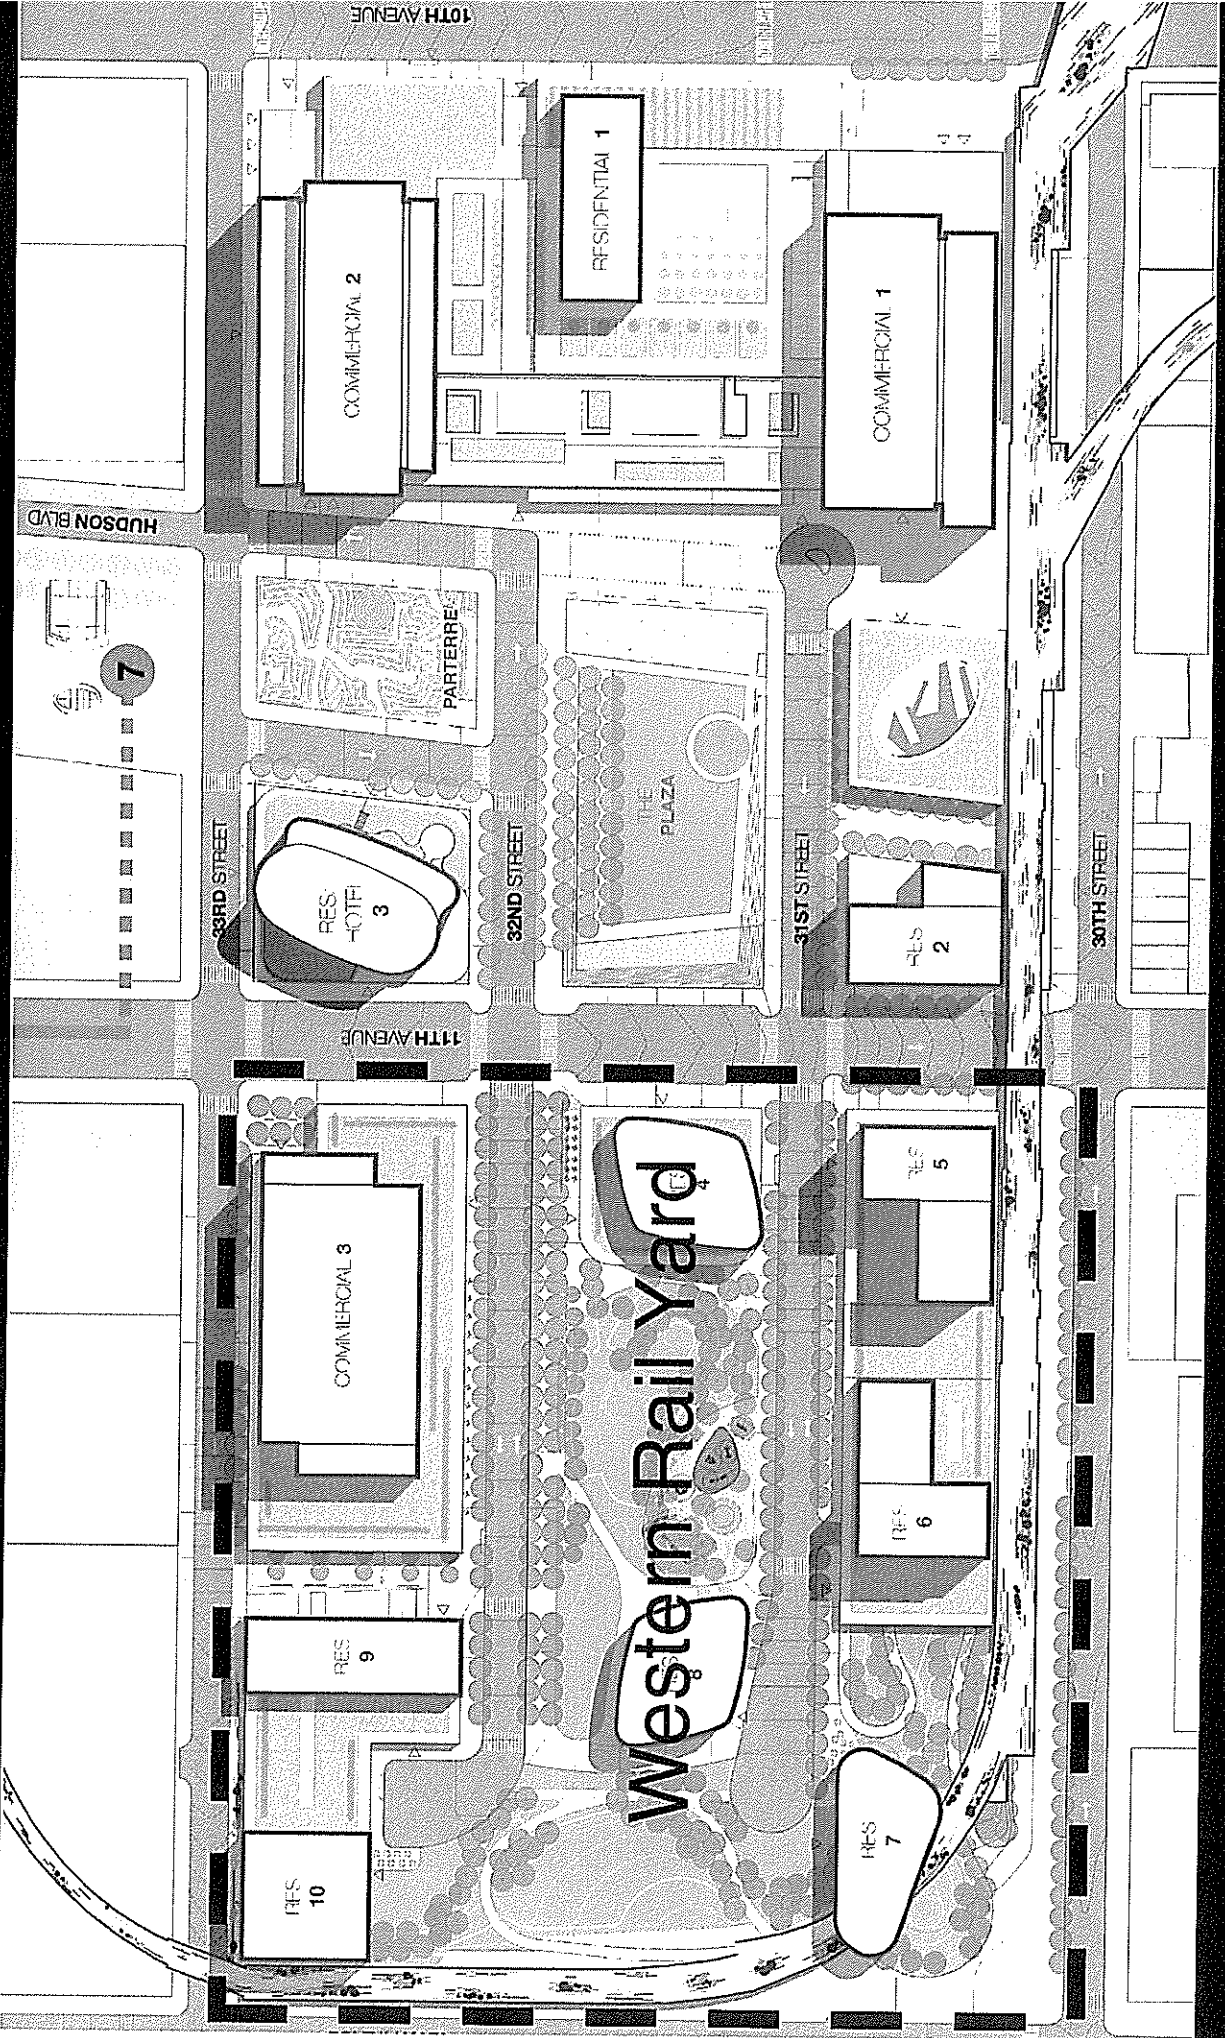 10TH AVENUE
HUDSON BLVD
7
COMMERCIAL 2
RESIDENTIAL 1
COMMERCIAL 1
PARTERRE
THE
PLAZA
33RD STREET
32ND STREET
31ST STREET
30TH STREET
RES
HOTEL
3
RES
2
11TH AVENUE
COMMERCIAL 3
4
RES
5
Western Rail Yard
RES
6
RES
9
8
RES
7
RES
10